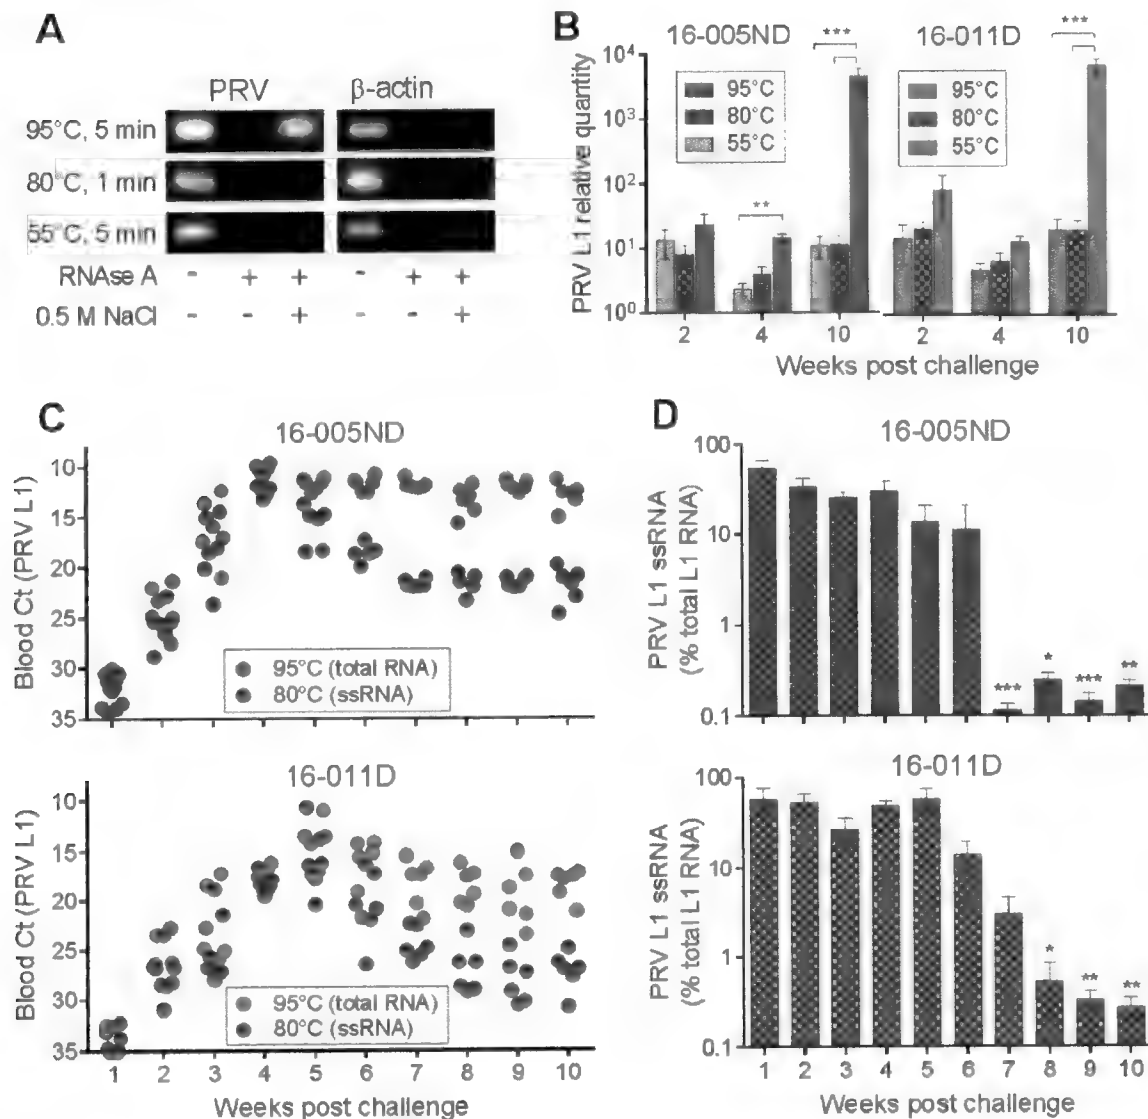 A
PRV β-actin
95°C, 5 min
80°C, 1 min
55°C, 5 min
RNAse A - + + - + +
0.5 M NaCl - - + - - +
B
16-005ND 16-011D
PRV L1 relative quantity
10⁴
10³
10²
10¹
10⁰
95°C
80°C
55°C
95°C
80°C
55°C
**
***
***
2 4 10 2 4 10
Weeks post challenge
C
16-005ND
Blood Ct (PRV L1)
10
15
20
25
30
35
95°C (total RNA)
80°C (ssRNA)
16-011D
Blood Ct (PRV L1)
10
15
20
25
30
35
95°C (total RNA)
80°C (ssRNA)
1 2 3 4 5 6 7 8 9 10
Weeks post challenge
D
16-005ND
PRV L1 ssRNA
(% total L1 RNA)
100
10
1
0.1
*** * *** **
16-011D
PRV L1 ssRNA
(% total L1 RNA)
100
10
1
0.1
* ** **
1 2 3 4 5 6 7 8 9 10
Weeks post challenge